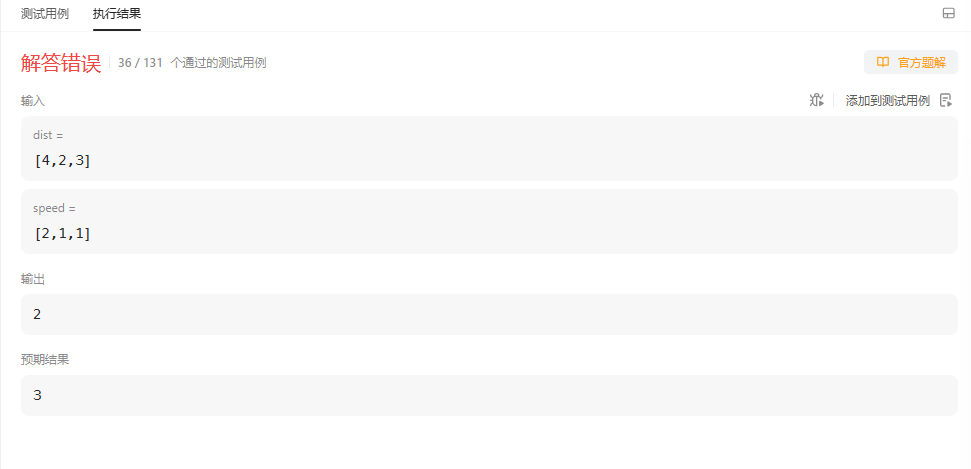 测试用例 执行结果
解答错误 36 / 131 个通过的测试用例 官方题解
输入 添加到测试用例
dist =
[4,2,3]
speed =
[2,1,1]
输出
2
预期结果
3